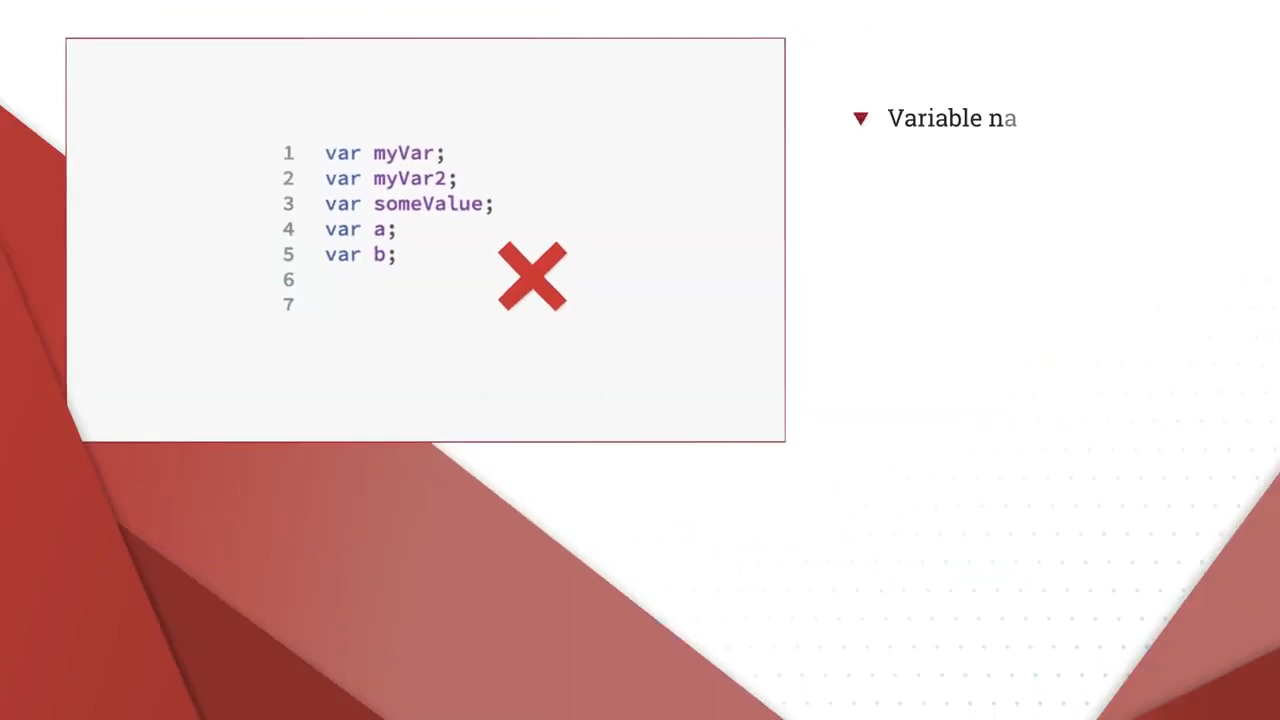 1 var myVar;
2 var myVar2;
3 var someValue;
4 var a;
5 var b;
6
7
Variable na